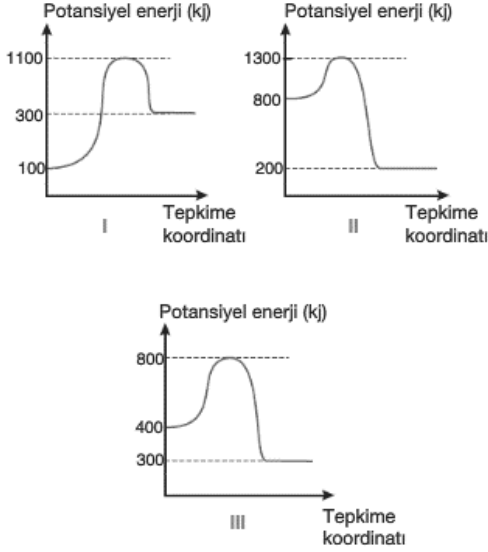 Potansiyel enerji (kj)
1100
300
100
Tepkime
koordinatı
I
Potansiyel enerji (kj)
1300
800
200
Tepkime
koordinatı
II
Potansiyel enerji (kj)
800
400
300
Tepkime
koordinatı
III